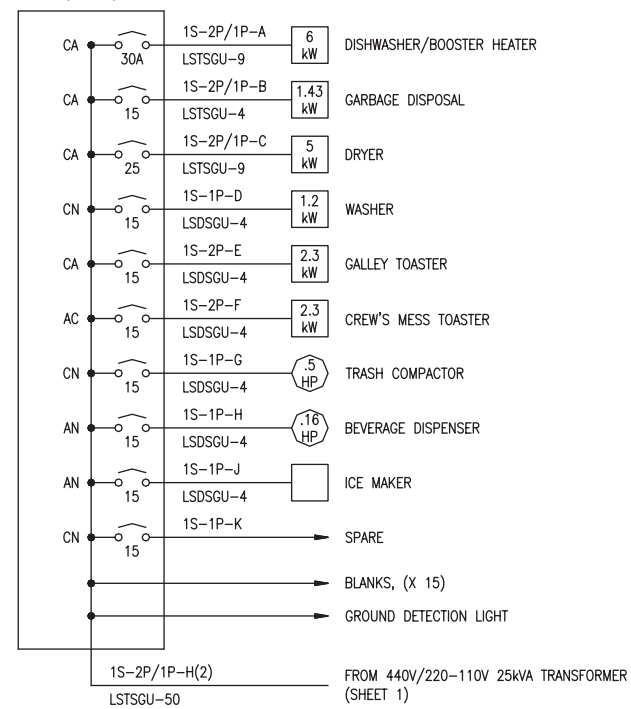 CA 30A 1S-2P/1P-A LSTSGU-9 6 kW DISHWASHER/BOOSTER HEATER
CA 15 1S-2P/1P-B LSTSGU-4 1.43 kW GARBAGE DISPOSAL
CA 25 1S-2P/1P-C LSTSGU-9 5 kW DRYER
CN 15 1S-1P-D LSDSGU-4 1.2 kW WASHER
CA 15 1S-2P-E LSDSGU-4 2.3 kW GALLEY TOASTER
AC 15 1S-2P-F LSDSGU-4 2.3 kW CREW'S MESS TOASTER
CN 15 1S-1P-G LSDSGU-4 .5 HP TRASH COMPACTOR
AN 15 1S-1P-H LSDSGU-4 .16 HP BEVERAGE DISPENSER
AN 15 1S-1P-J LSDSGU-4 ICE MAKER
CN 15 1S-1P-K SPARE
BLANKS, (X 15)
GROUND DETECTION LIGHT
1S-2P/1P-H(2) LSTSGU-50 FROM 440V/220-110V 25kVA TRANSFORMER
(SHEET 1)